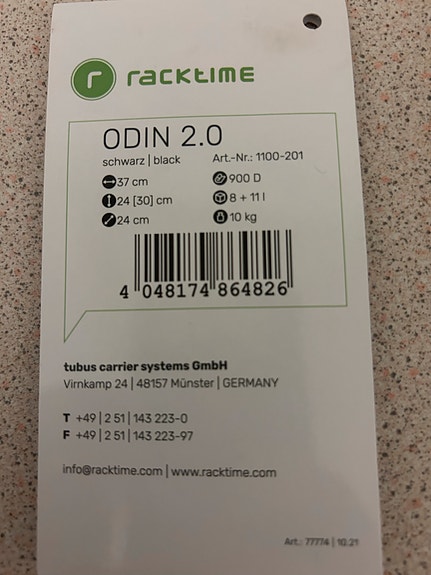 r racktime
ODIN 2.0
schwarz | black Art.-Nr.: 1100-201
37 cm 900 D
24 [30] cm 8 + 11 l
24 cm 10 kg
4 048174 864826
tubus carrier systems GmbH
Virnkamp 24 | 48157 Münster | GERMANY
T +49 | 2 51 | 143 223-0
F +49 | 2 51 | 143 223-97
info@racktime.com | www.racktime.com
Art.: 77774 | 10.21